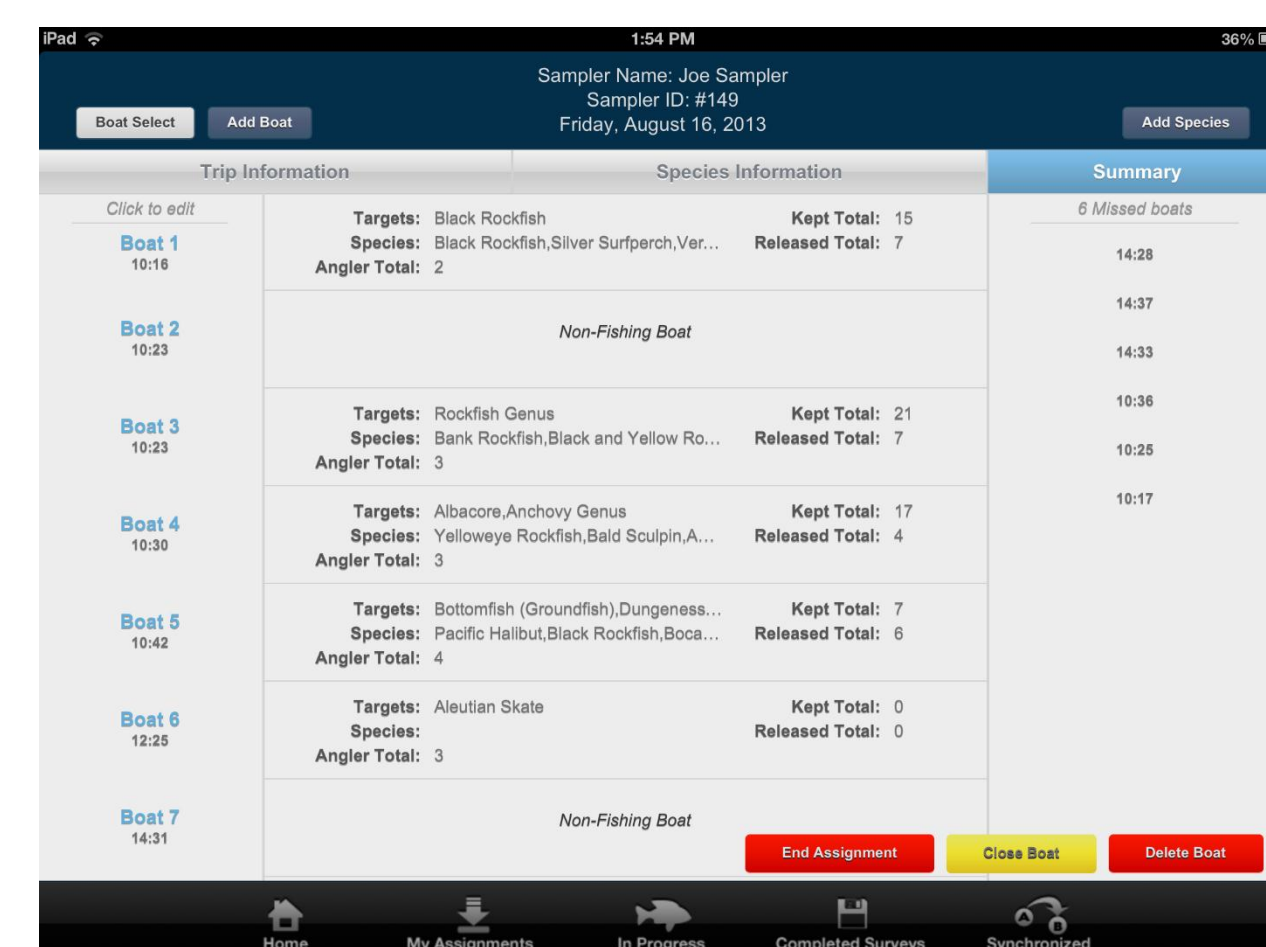 iPad 1:54 PM 36%
Sampler Name: Joe Sampler
Sampler ID: #149
Friday, August 16, 2013
Boat Select Add Boat Add Species
Trip Information Species Information Summary
Click to edit
Boat 1
10:16
Targets: Black Rockfish Kept Total: 15
Species: Black Rockfish,Silver Surfperch,Ver... Released Total: 7
Angler Total: 2
Boat 2
10:23
Non-Fishing Boat
Boat 3
10:23
Targets: Rockfish Genus Kept Total: 21
Species: Bank Rockfish,Black and Yellow Ro... Released Total: 7
Angler Total: 3
Boat 4
10:30
Targets: Albacore,Anchovy Genus Kept Total: 17
Species: Yelloweye Rockfish,Bald Sculpin,A... Released Total: 4
Angler Total: 3
Boat 5
10:42
Targets: Bottomfish (Groundfish),Dungeness... Kept Total: 7
Species: Pacific Halibut,Black Rockfish,Boca... Released Total: 6
Angler Total: 4
Boat 6
12:25
Targets: Aleutian Skate Kept Total: 0
Species: Released Total: 0
Angler Total: 3
Boat 7
14:31
Non-Fishing Boat
6 Missed boats
14:28
14:37
14:33
10:36
10:25
10:17
End Assignment Close Boat Delete Boat
A B
Home My Assignments In Progress Completed Surveys Synchronized